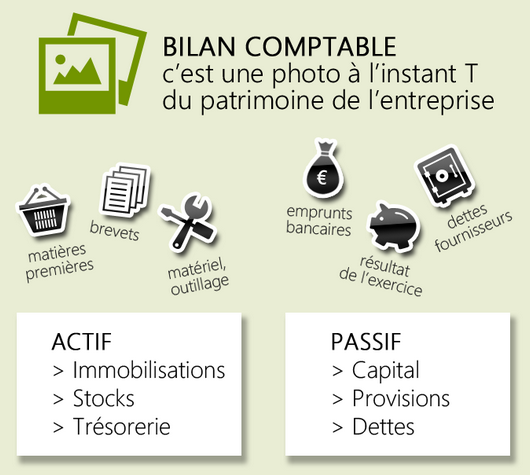 BILAN COMPTABLE
c’est une photo à l’instant T
du patrimoine de l’entreprise
matières
premières
brevets
matériel,
outillage
€
emprunts
bancaires
résultat
de l’exercice
dettes
fournisseurs
ACTIF
> Immobilisations
> Stocks
> Trésorerie
PASSIF
> Capital
> Provisions
> Dettes